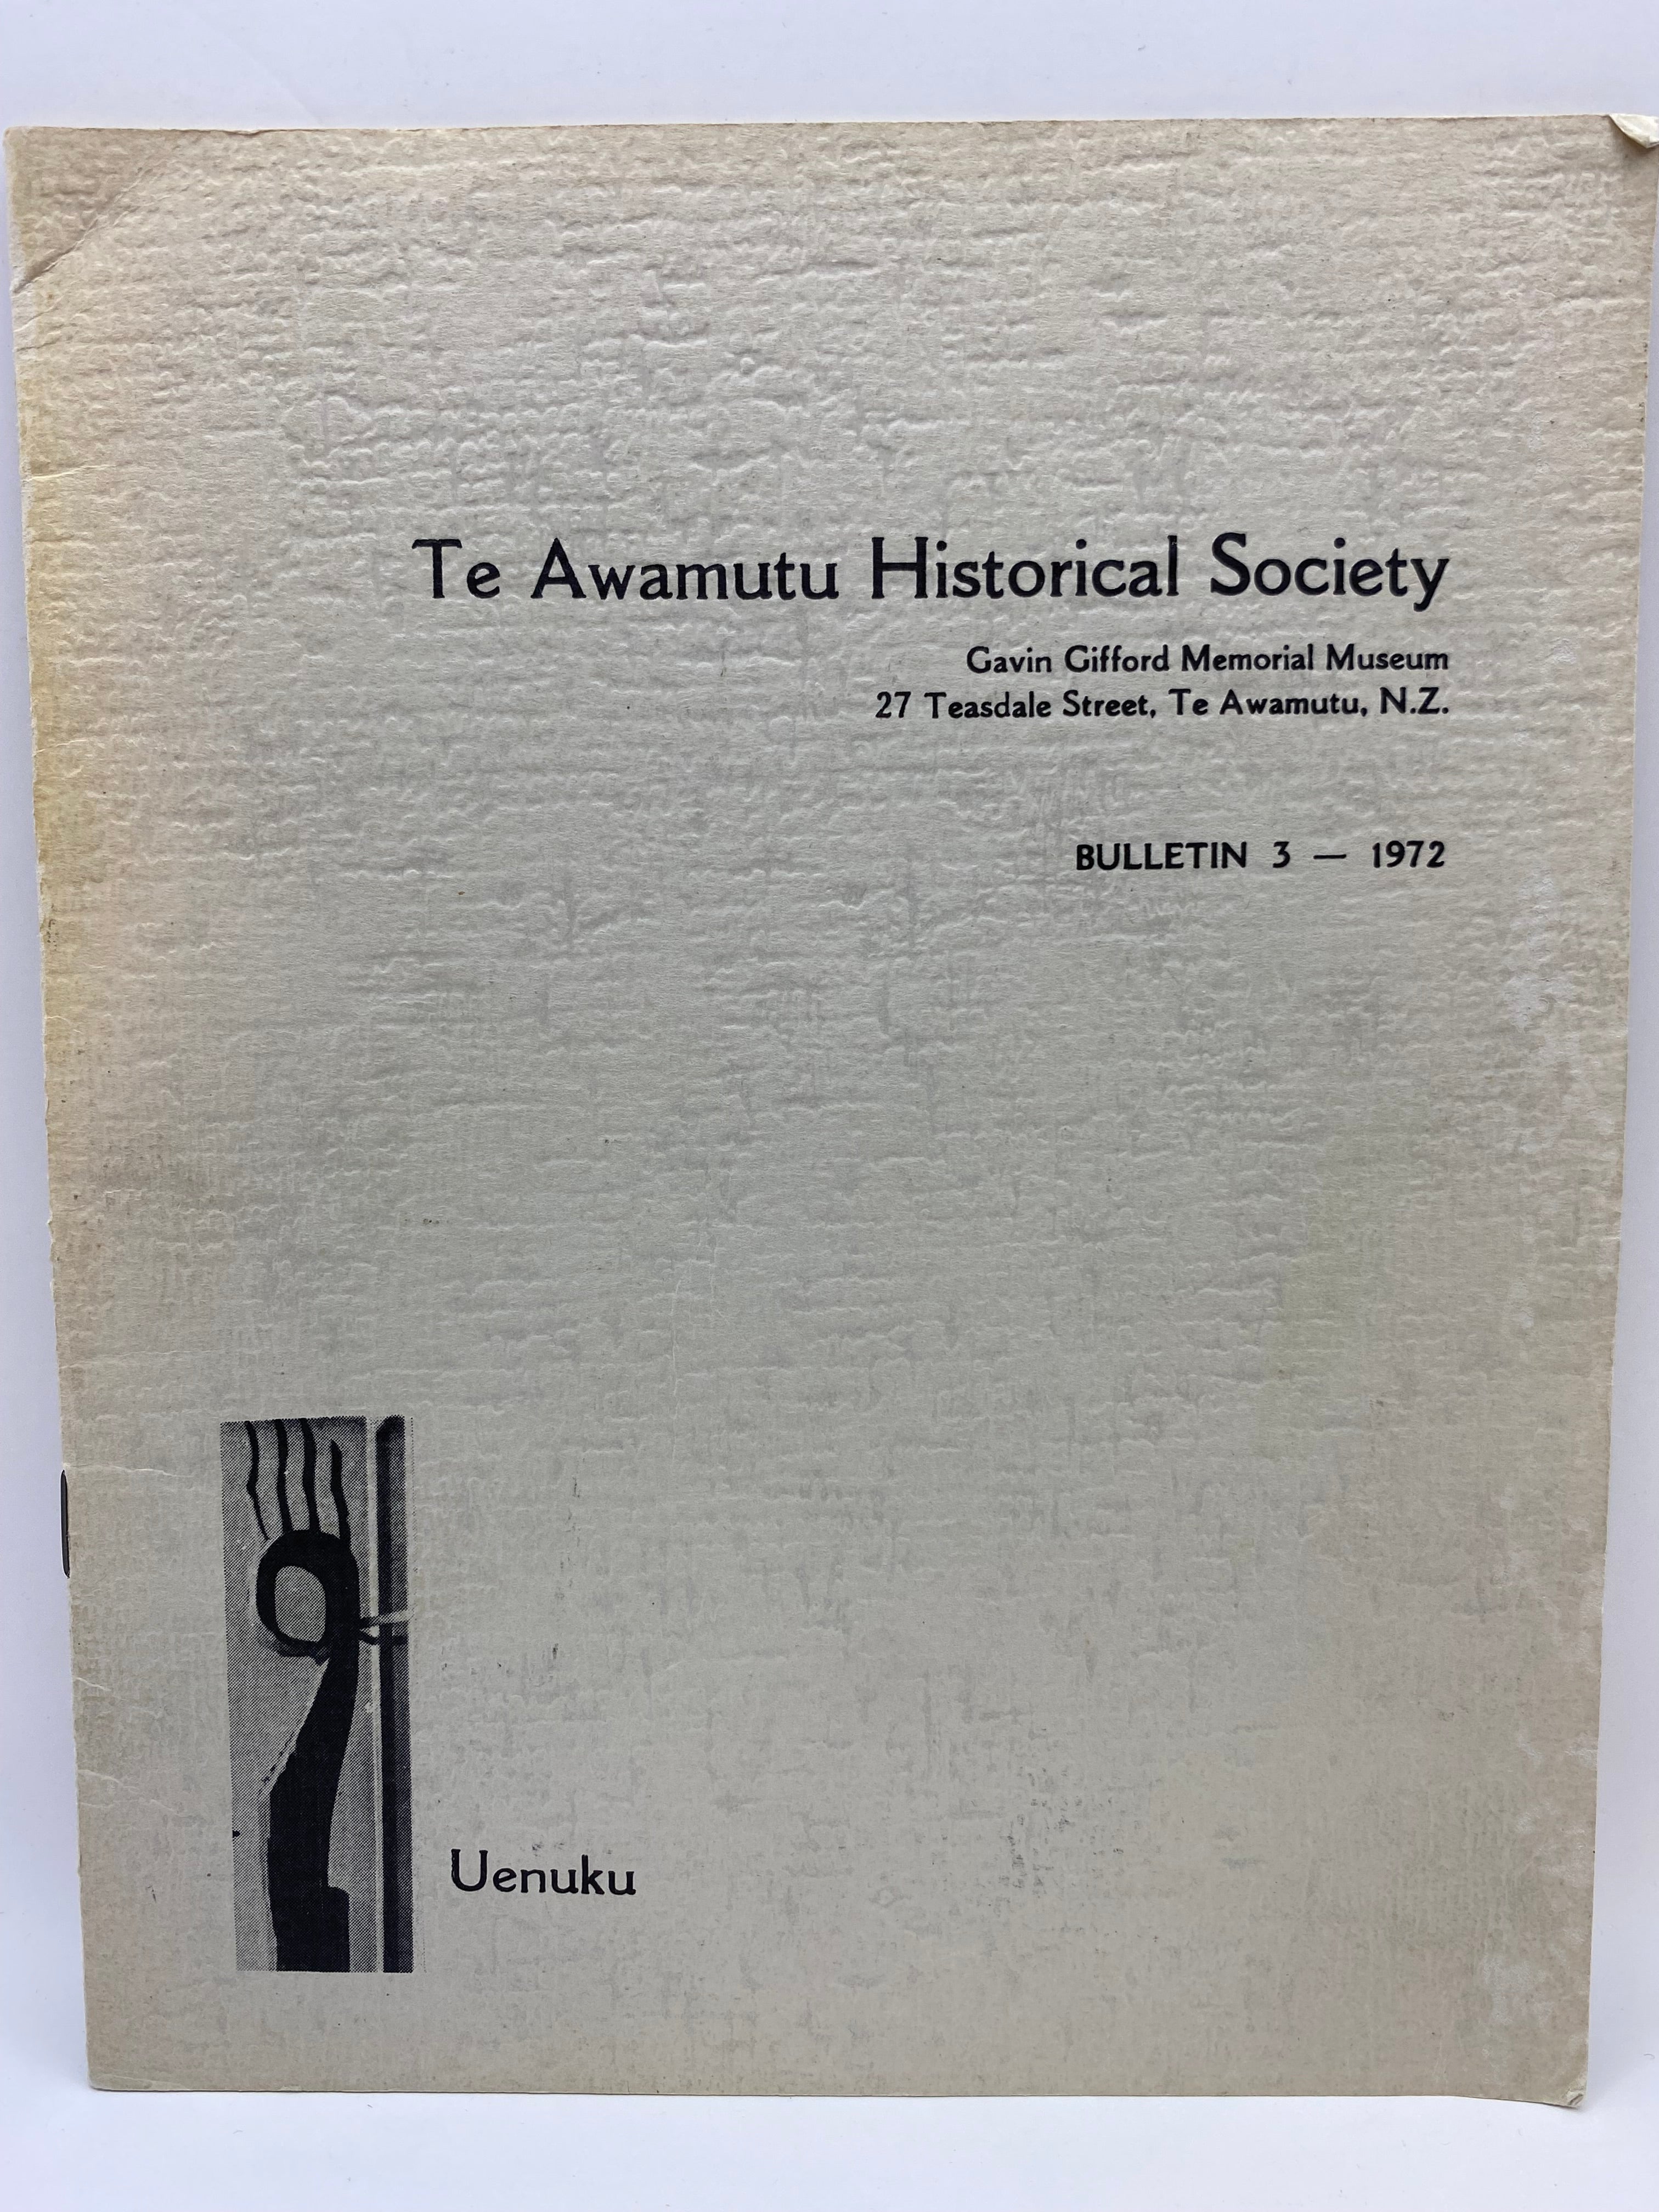 Te Awamutu Historical Society
Gavin Gifford Memorial Museum
27 Teasdale Street, Te Awamutu, N.Z.
BULLETIN 3 — 1972
Uenuku